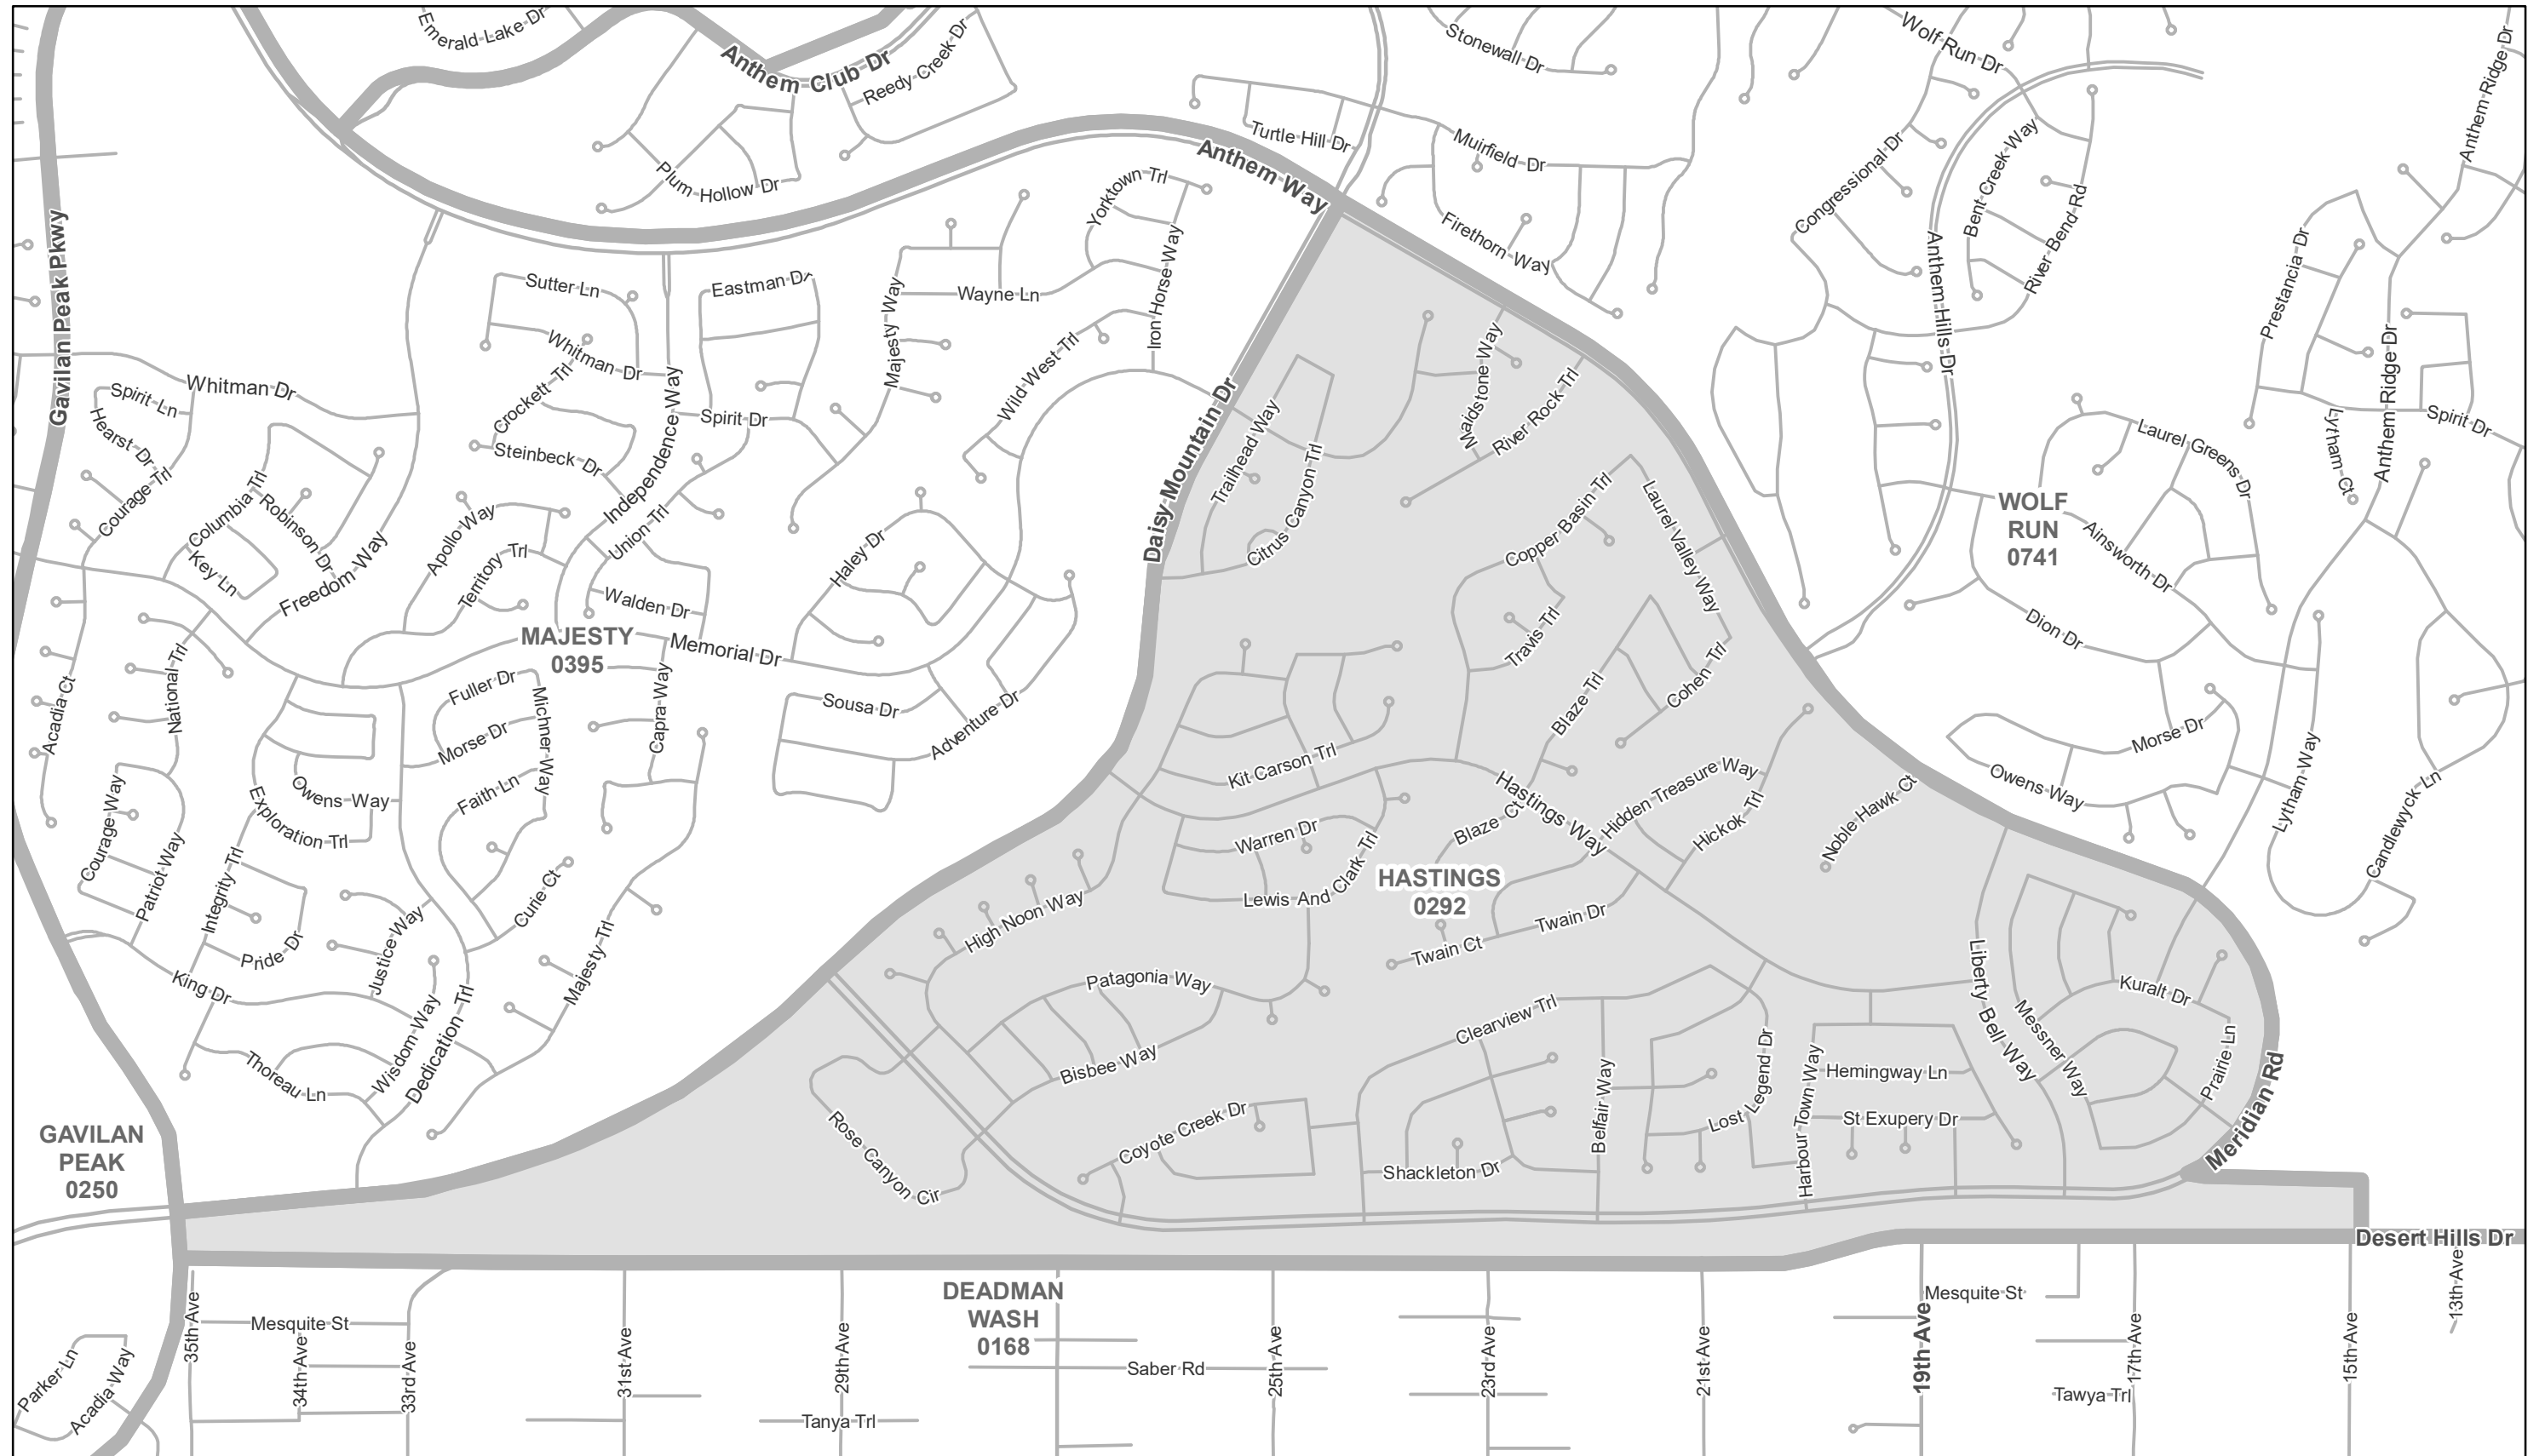 Emerald Lake Dr
Anthem Club Dr
Reedy Creek Dr
Plum Hollow Dr
Stonewall Dr
Wolf Run Dr
Anthem Ridge Dr
Turtle Hill Dr
Muirfield Dr
Anthem Way
Firethorn Way
Congressional Dr
Bent Creek Way
River Bend Rd
Anthem Hills Dr
Prestancia Dr
Anthem Ridge Dr
Lytham Ct
Spirit Dr
Laurel Greens Dr
WOLF
RUN
0741
Ainsworth Dr
Dion Dr
Morse Dr
Owens Way
Lytham Way
Candlewyck Ln
Gavilan Peak Pkwy
Yorktown Trl
Iron Horse Way
Wayne Ln
Majesty Way
Wild West Trl
Sutter Ln
Eastman Dr
Whitman Dr
Crockett Trl
Steinbeck Dr
Independence Way
Spirit Dr
Whitman Dr
Spirit Ln
Hearst Dr
Courage Trl
Columbia Trl
Robinson Dr
Key Ln
Freedom Way
Apollo Way
Territory Trl
Union Trl
Walden Dr
Haley Dr
MAJESTY
0395
Memorial Dr
Acadia Ct
National Trl
Fuller Dr
Morse Dr
Michner Way
Faith Ln
Capra Way
Sousa Dr
Adventure Dr
Owens Way
Exploration Trl
Courage Way
Patriot Way
Integrity Trl
Pride Dr
King Dr
Justice Way
Curie Ct
Majesty Trl
Wisdom Way
Dedication Trl
Thoreau Ln
GAVILAN
PEAK
0250
Daisy Mountain Dr
Trailhead Way
Citrus Canyon Trl
Maidstone Way
River Rock Trl
Copper Basin Trl
Laurel Valley Way
Travis Trl
Blaze Trl
Cohen Trl
Kit Carson Trl
Hastings Way
Hidden Treasure Way
Blaze Ct
Hickok Trl
Noble Hawk Ct
Warren Dr
Lewis And Clark Trl
HASTINGS
0292
High Noon Way
Twain Dr
Twain Ct
Patagonia Way
Bisbee Way
Clearview Trl
Liberty Bell Way
Messner Way
Kuralt Dr
Prairie Ln
Meridian Rd
Rose Canyon Cir
Coyote Creek Dr
Shackleton Dr
Belfair Way
Lost Legend Dr
Harbour Town Way
Hemingway Ln
St Exupery Dr
Desert Hills Dr
DEADMAN
WASH
0168
Mesquite St
35th Ave
34th Ave
33rd Ave
31st Ave
29th Ave
Tanya Trl
Saber Rd
25th Ave
23rd Ave
21st Ave
19th Ave
Mesquite St
17th Ave
Tawya Trl
15th Ave
13th Ave
Parker Ln
Acadia Way